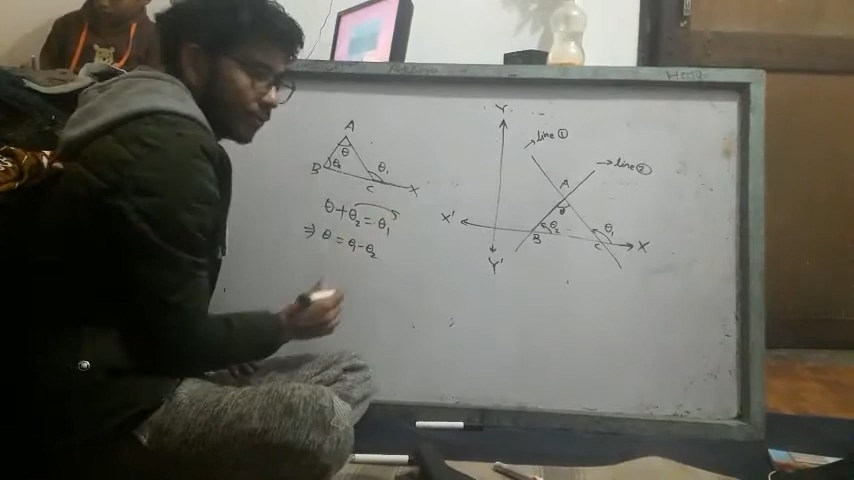 A
θ
B
θ₂
θ₁
C
X
θ+θ₂=θ₁
⇒ θ = θ₁-θ₂
Y
→line ①
→line ②
A
θ
X'
θ₂
θ₁
B
C
X
Y'